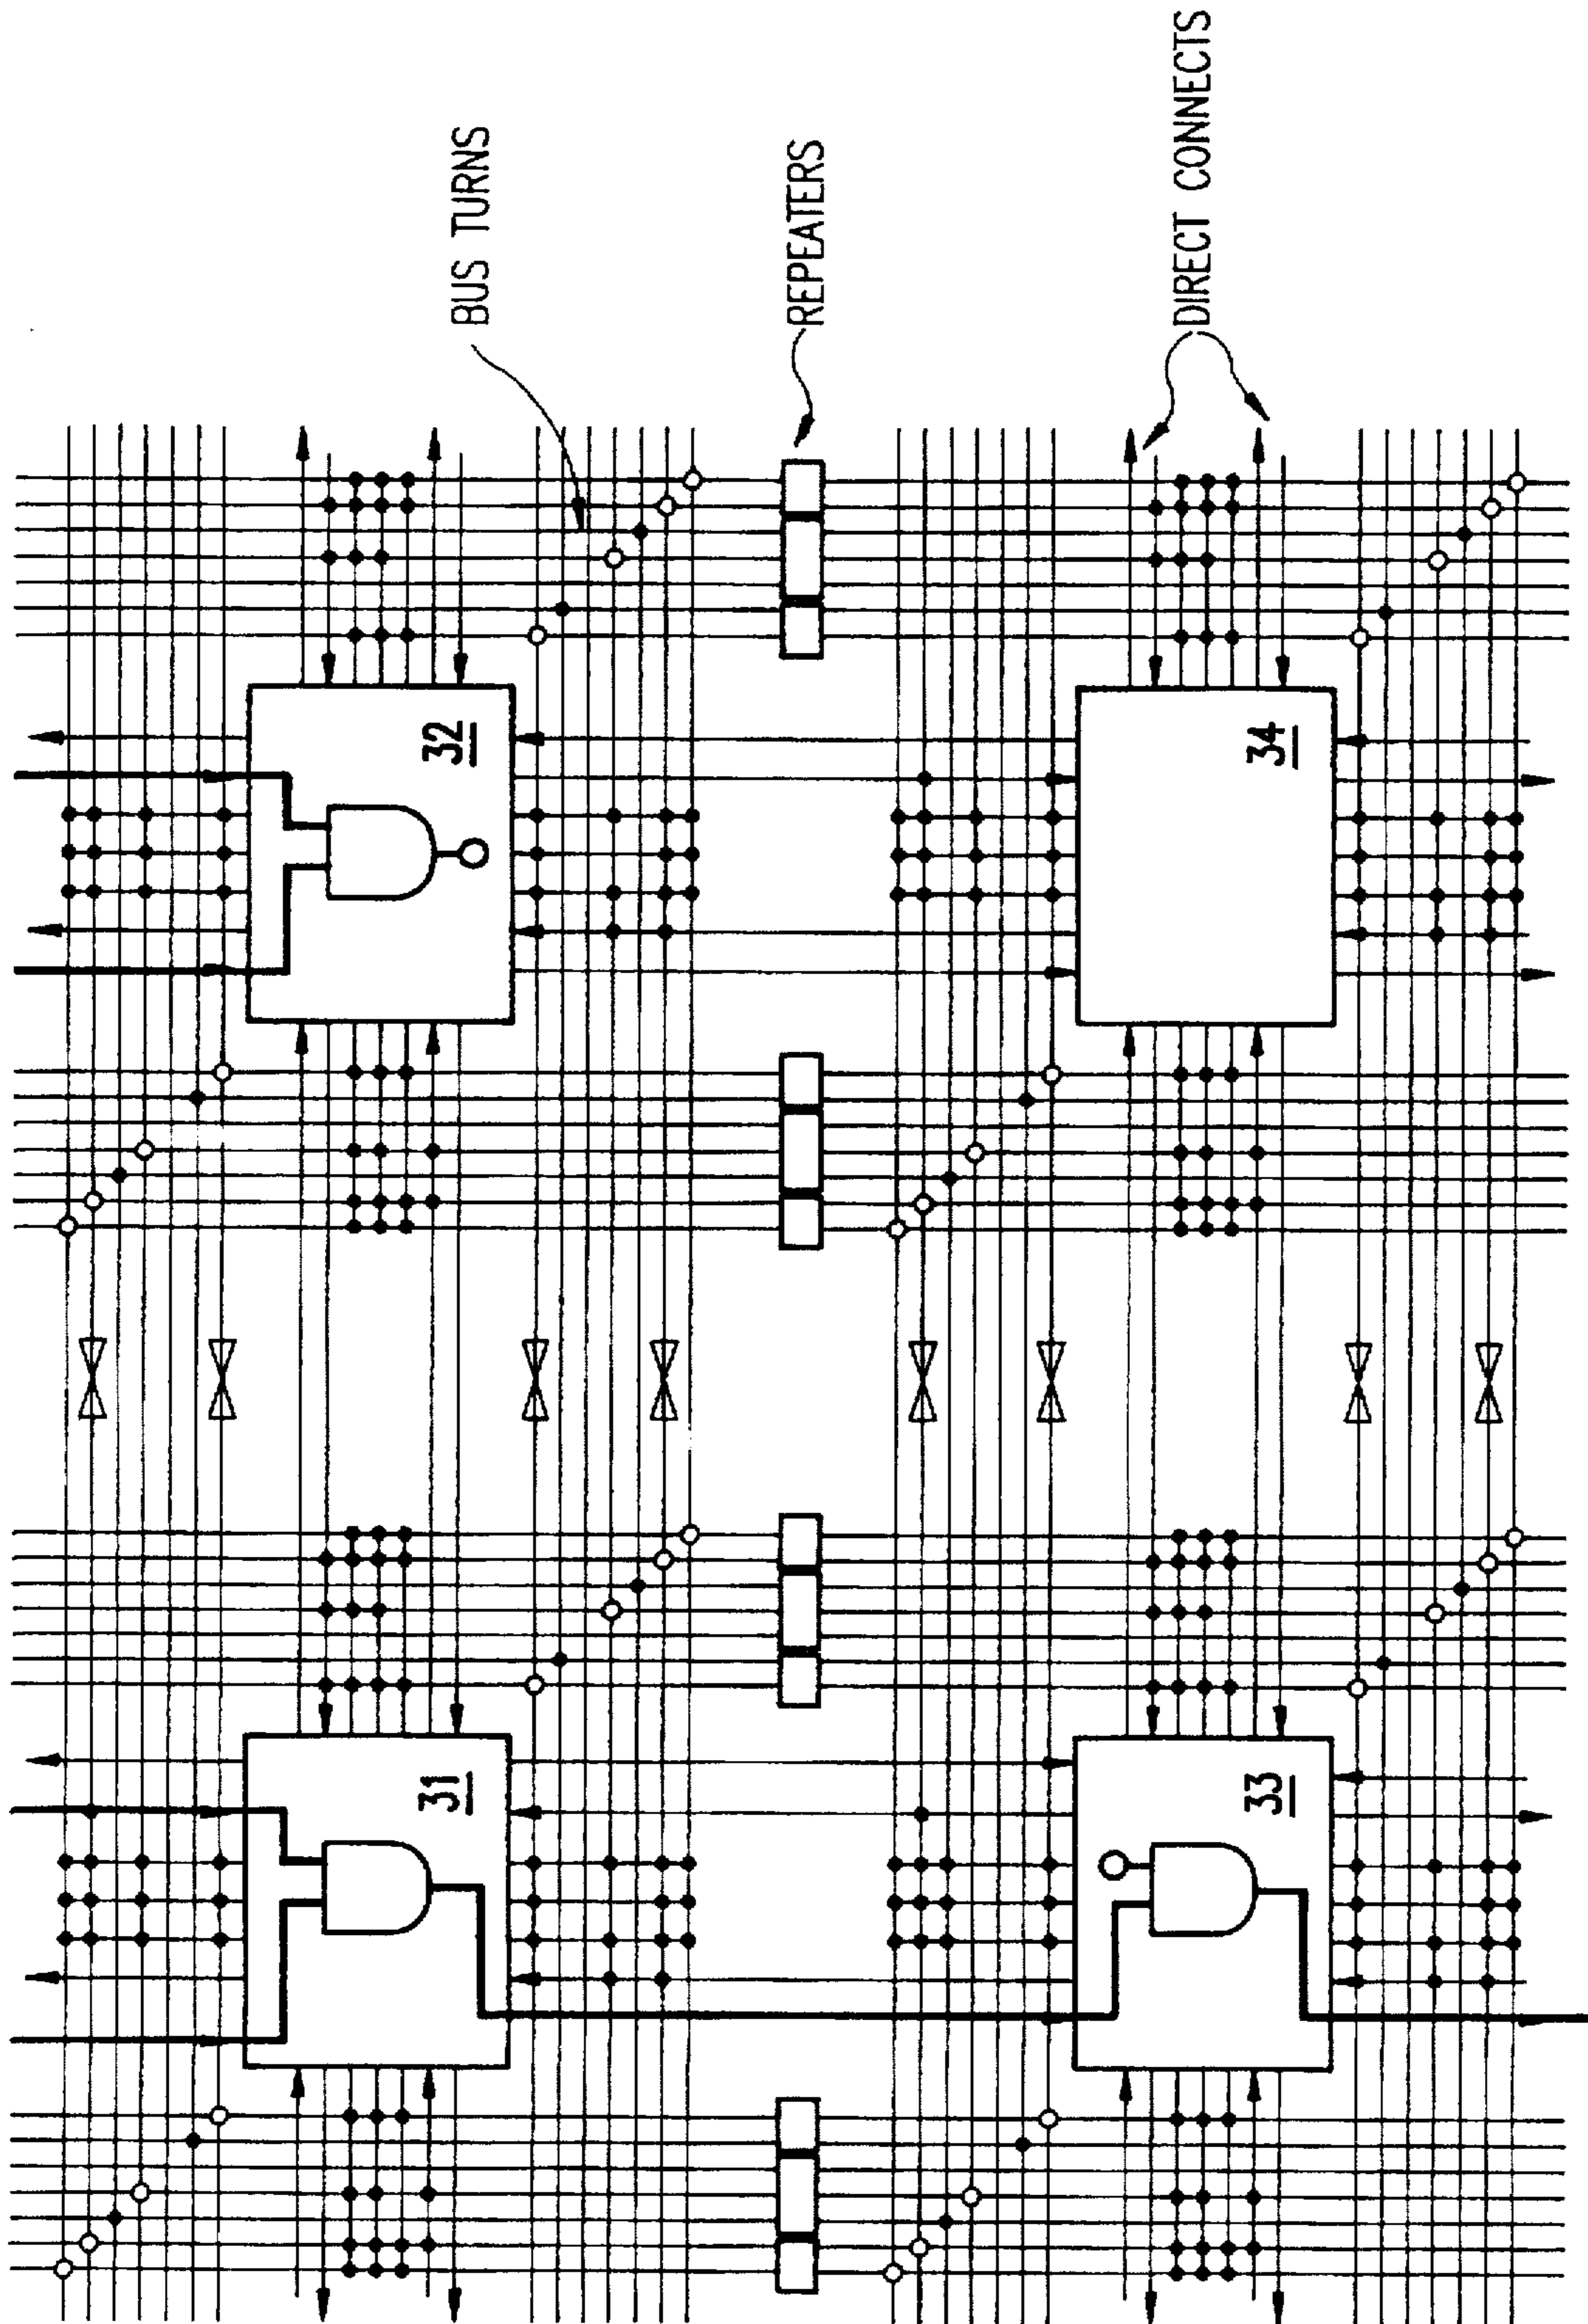 BUS TURNS
REPEATERS
DIRECT CONNECTS
31
32
33
34